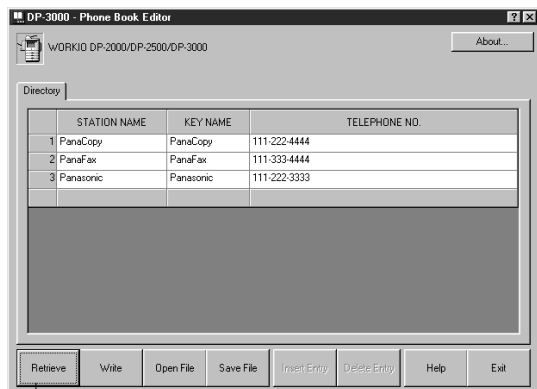 DP-3000 - Phone Book Editor
WORKIO DP-2000/DP-2500/DP-3000
About...
Directory
STATION NAME KEY NAME TELEPHONE NO.
1 PanaCopy PanaCopy 111-222-4444
2 PanaFax PanaFax 111-333-4444
3 Panasonic Panasonic 111-222-3333
Retrieve Write Open File Save File Insert Entry Delete Entry Help Exit